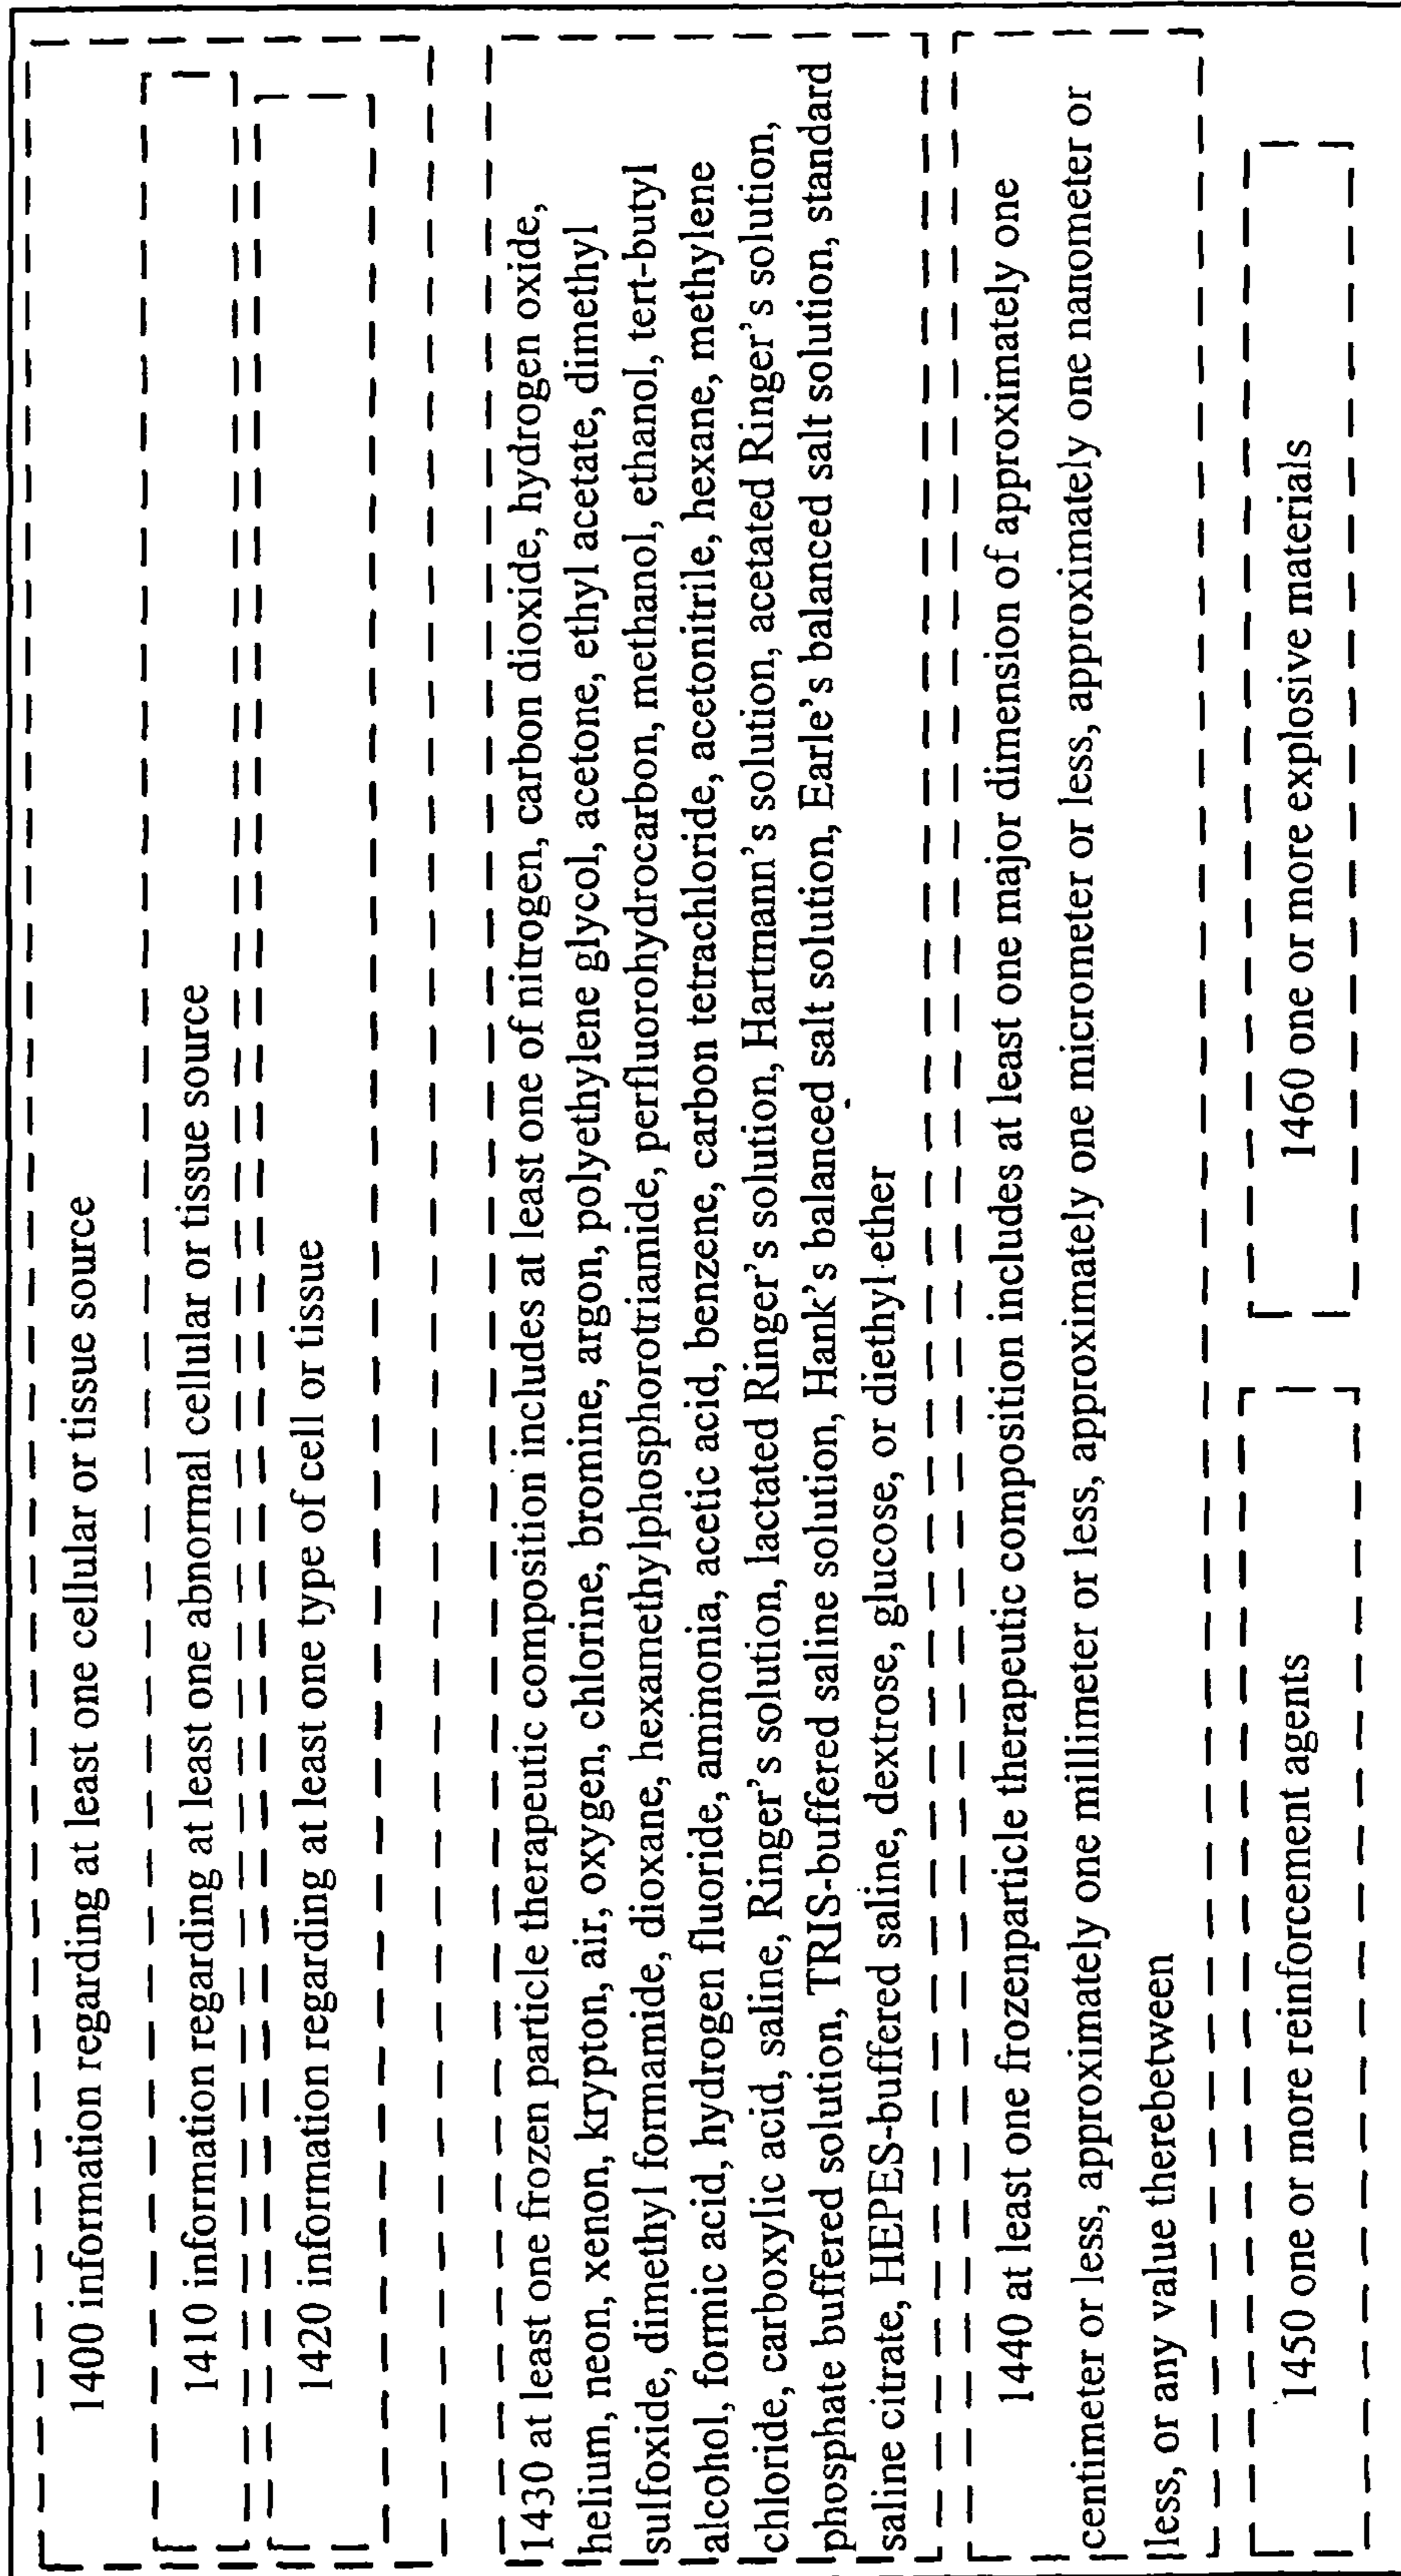 1400 information regarding at least one cellular or tissue source
1410 information regarding at least one abnormal cellular or tissue source
1420 information regarding at least one type of cell or tissue
1430 at least one frozen particle therapeutic composition includes at least one of nitrogen, carbon dioxide, hydrogen oxide,
helium, neon, xenon, krypton, air, oxygen, chlorine, bromine, argon, polyethylene glycol, acetone, ethyl acetate, dimethyl
sulfoxide, dimethyl formamide, dioxane, hexamethylphosphorotriamide, perfluorohydrocarbon, methanol, ethanol, tert-butyl
alcohol, formic acid, hydrogen fluoride, ammonia, acetic acid, benzene, carbon tetrachloride, acetonitrile, hexane, methylene
chloride, carboxylic acid, saline, Ringer's solution, lactated Ringer's solution, Hartmann's solution, acetated Ringer's solution,
phosphate buffered solution, TRIS-buffered saline solution, Hank's balanced salt solution, Earle's balanced salt solution, standard
saline citrate, HEPES-buffered saline, dextrose, glucose, or diethyl ether
1440 at least one frozenparticle therapeutic composition includes at least one major dimension of approximately one
centimeter or less, approximately one millimeter or less, approximately one micrometer or less, approximately one nanometer or
less, or any value therebetween
1450 one or more reinforcement agents
1460 one or more explosive materials